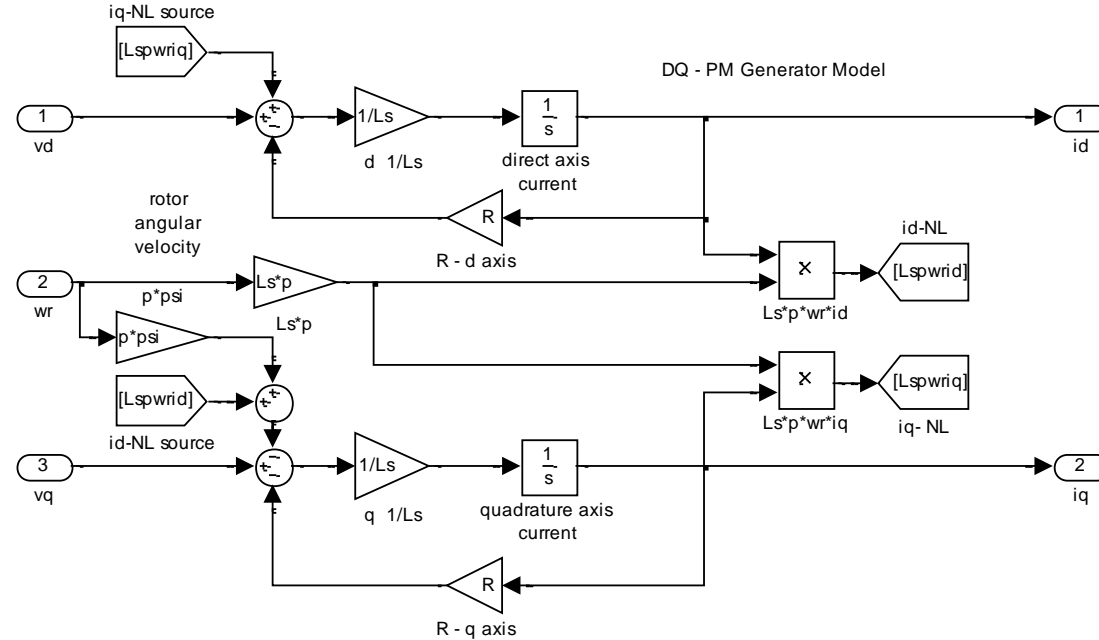 iq-NL source
[Lspwriq]
DQ - PM Generator Model
1
vd
+
+
−
1/Ls
d 1/Ls
1
s
direct axis
current
1
id
rotor
angular
velocity
R
R - d axis
id-NL
[Lspwrid]
×
Ls*p*wr*id
2
wr
p*psi
Ls*p
Ls*p
p*psi
[Lspwrid]
id-NL source
+
+
×
Ls*p*wr*iq
[Lspwriq]
iq- NL
3
vq
+
−
−
1/Ls
q 1/Ls
1
s
quadrature axis
current
2
iq
R
R - q axis